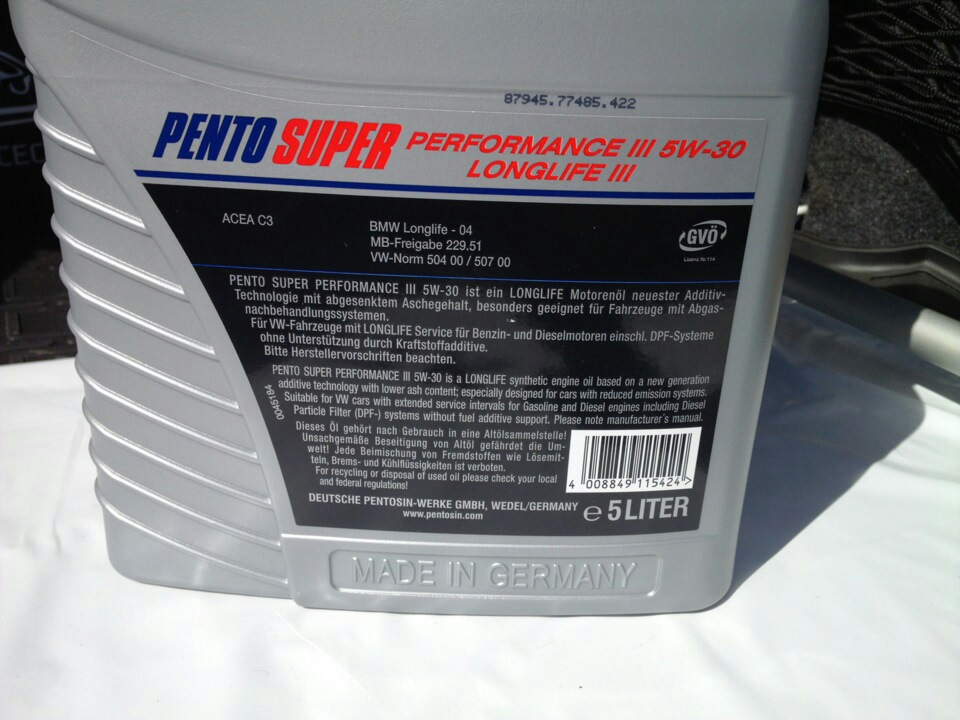 87945.77485.422
PENTO SUPER PERFORMANCE III 5W-30
LONGLIFE III
ACEA C3
BMW Longlife - 04
MB-Freigabe 229.51
VW-Norm 504 00 / 507 00
GVÖ
Lizenz Nr.114
PENTO SUPER PERFORMANCE III 5W-30 ist ein LONGLIFE Motorenöl neuester Additiv-
Technologie mit abgesenktem Aschegehalt, besonders geeignet für Fahrzeuge mit Abgas-
nachbehandlungssystemen.
Für VW-Fahrzeuge mit LONGLIFE Service für Benzin- und Dieselmotoren einschl. DPF-Systeme
ohne Unterstützung durch Kraftstoffadditive.
Bitte Herstellervorschriften beachten.
PENTO SUPER PERFORMANCE III 5W-30 is a LONGLIFE synthetic engine oil based on a new generation
additive technology with lower ash content; especially designed for cars with reduced emission systems.
Suitable for VW cars with extended service intervals for Gasoline and Diesel engines including Diesel
Particle Filter (DPF-) systems without fuel additive support. Please note manufacturer´s manual.
0045184
Dieses Öl gehört nach Gebrauch in eine Altölsammelstelle!
Unsachgemäße Beseitigung von Altöl gefährdet die Um-
welt! Jede Beimischung von Fremdstoffen wie Lösemit-
teln, Brems- und Kühlflüssigkeiten ist verboten.
For recycling or disposal of used oil please check your local
and federal regulations!
4 008849 115424 >
DEUTSCHE PENTOSIN-WERKE GMBH, WEDEL/GERMANY
www.pentosin.com
e 5 LITER
MADE IN GERMANY